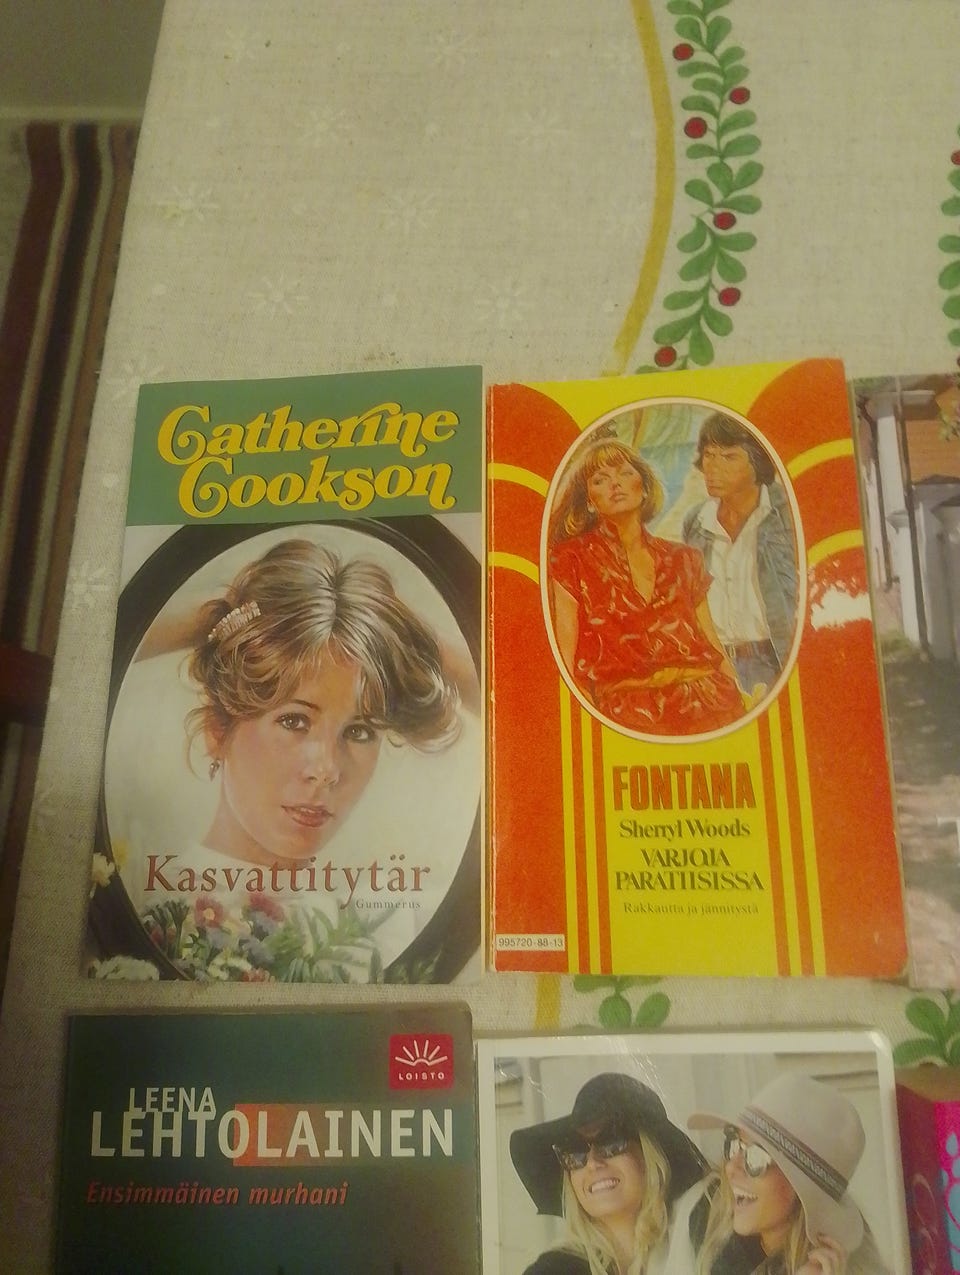 Catherine
Cookson
Kasvattitytär
Gummerus
FONTANA
Sherryl Woods
VARJOJA
PARATIISISSA
Rakkautta ja jännitystä
995720-88-13
LOISTO
LEENA
LEHTOLAINEN
Ensimmäinen murhani